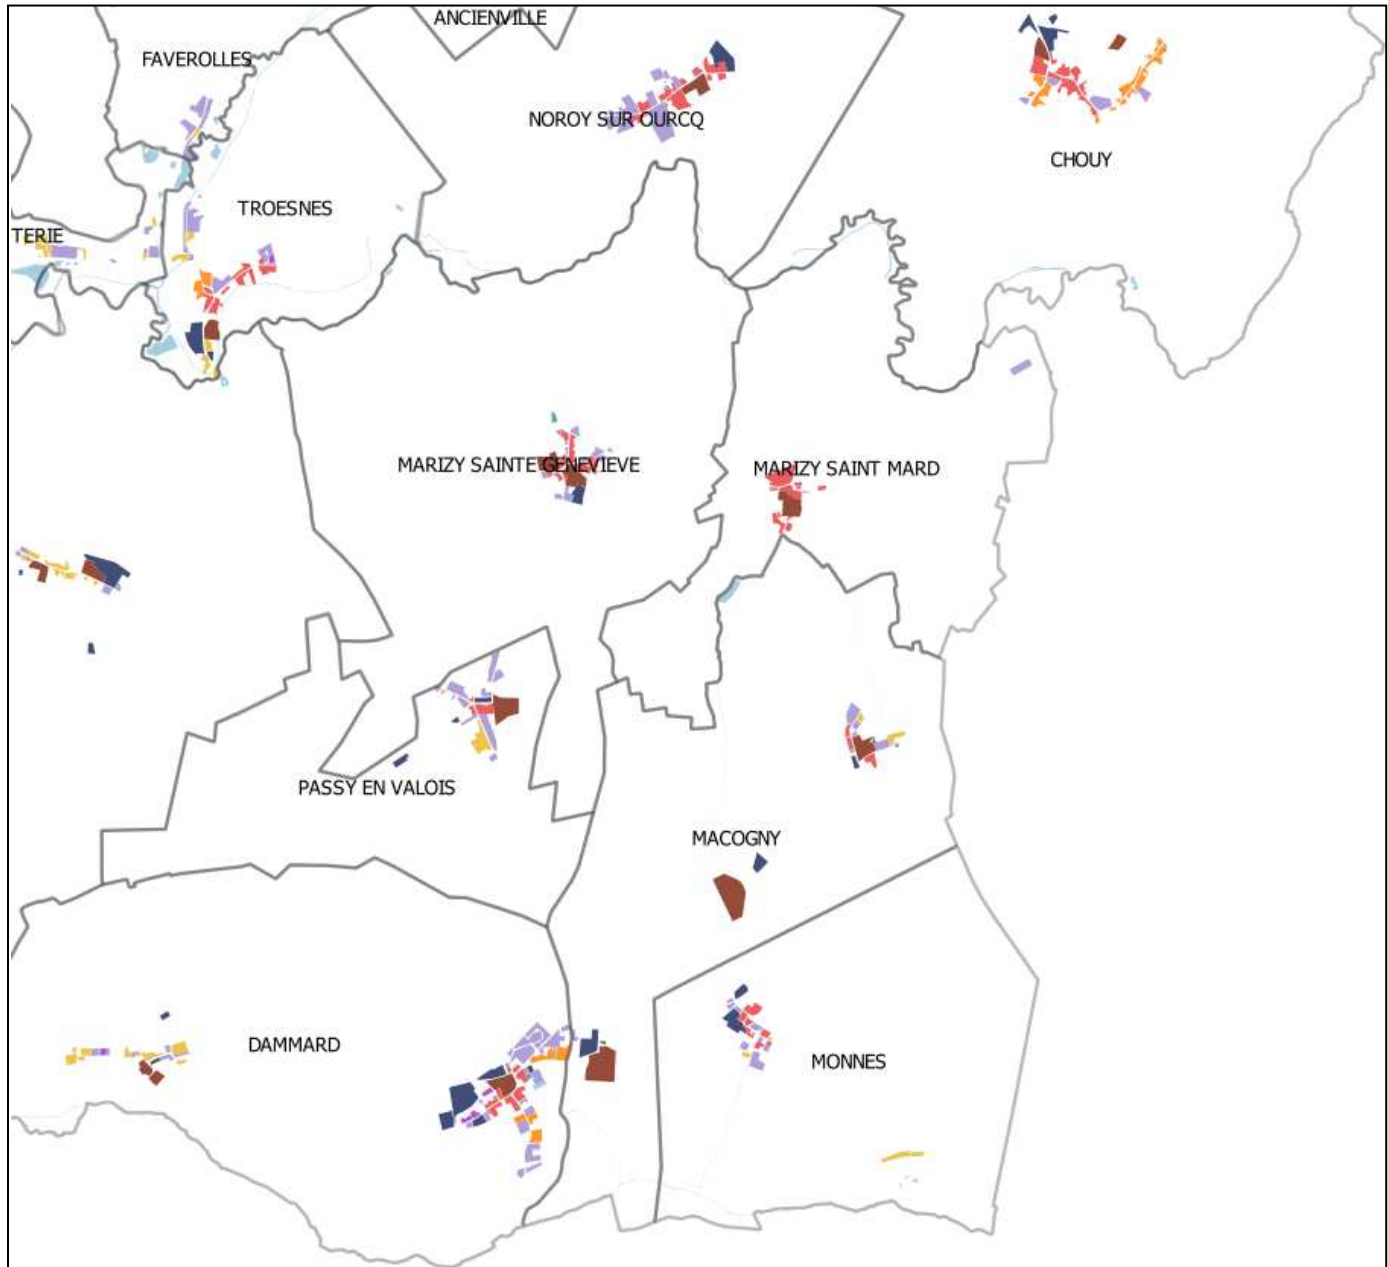 ANCIENVILLE
FAVEROLLES
NOROY SUR OURCQ
CHOUY
TROESNES
TERIE
MARIZY SAINTE GENEVIEVE
MARIZY SAINT MARD
PASSY EN VALOIS
MACOGNY
DAMMARD
MONNES